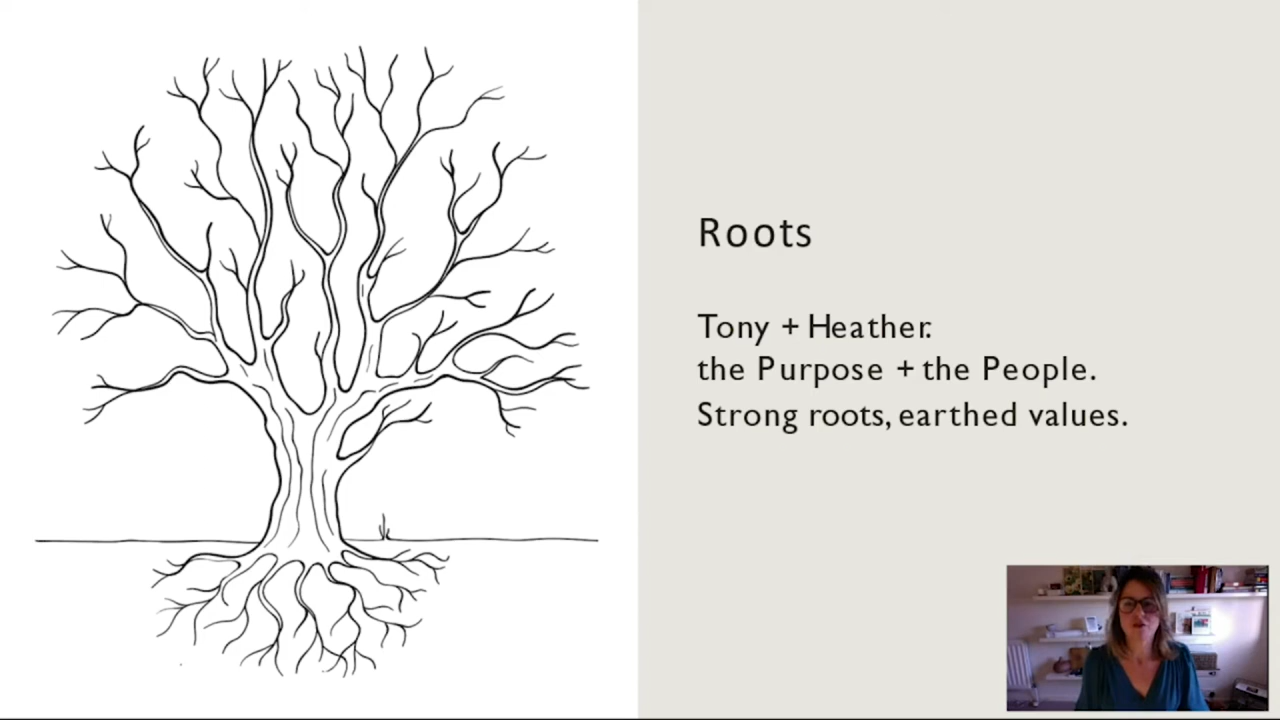 Roots
Tony + Heather:
the Purpose + the People.
Strong roots, earthed values.